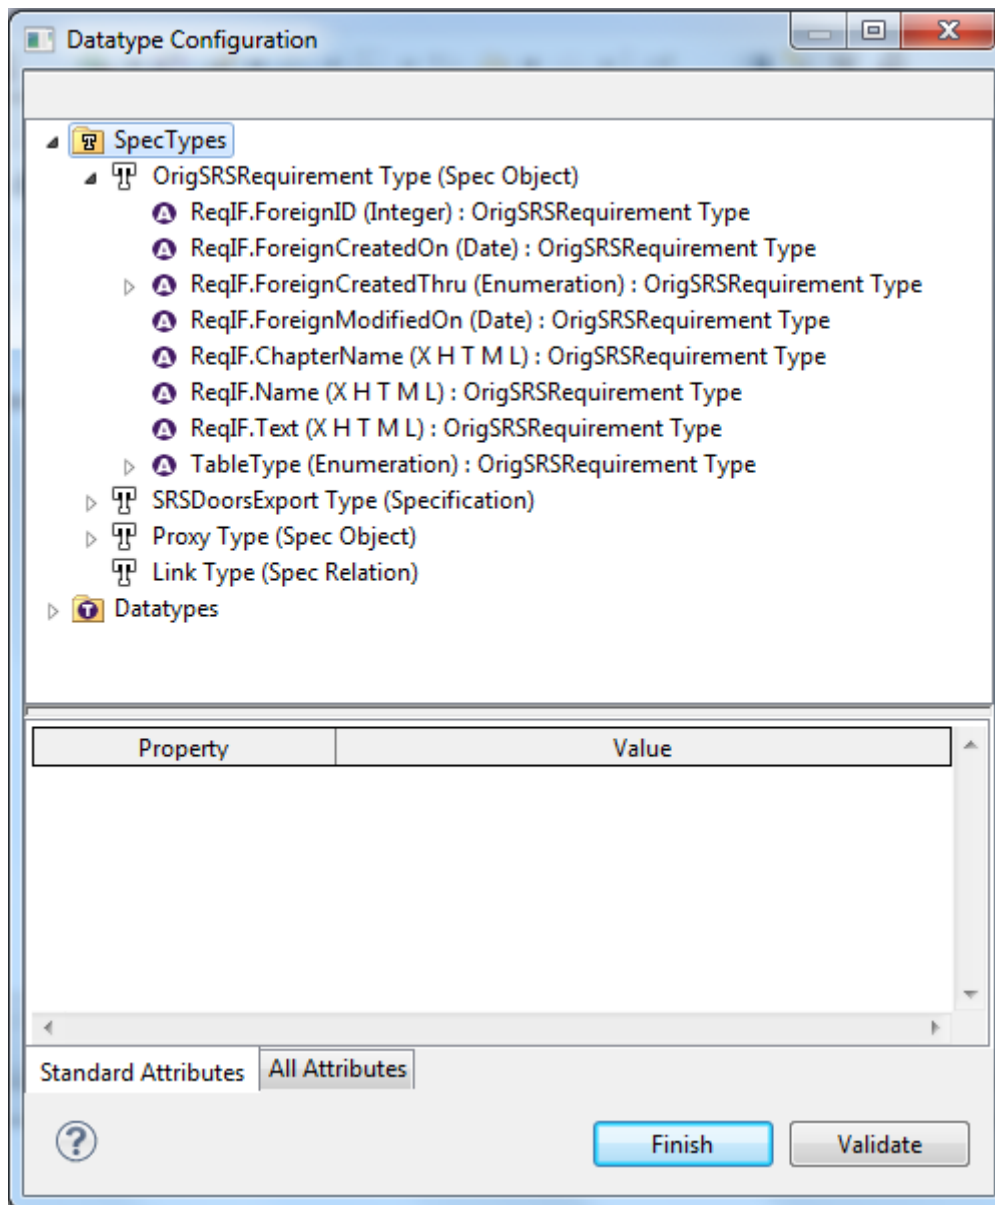 Datatype Configuration
SpecTypes
OrigSRSRequirement Type (Spec Object)
ReqIF.ForeignID (Integer) : OrigSRSRequirement Type
ReqIF.ForeignCreatedOn (Date) : OrigSRSRequirement Type
ReqIF.ForeignCreatedThru (Enumeration) : OrigSRSRequirement Type
ReqIF.ForeignModifiedOn (Date) : OrigSRSRequirement Type
ReqIF.ChapterName (X H T M L) : OrigSRSRequirement Type
ReqIF.Name (X H T M L) : OrigSRSRequirement Type
ReqIF.Text (X H T M L) : OrigSRSRequirement Type
TableType (Enumeration) : OrigSRSRequirement Type
SRSDoorsExport Type (Specification)
Proxy Type (Spec Object)
Link Type (Spec Relation)
Datatypes
Property Value
Standard Attributes All Attributes
Finish Validate